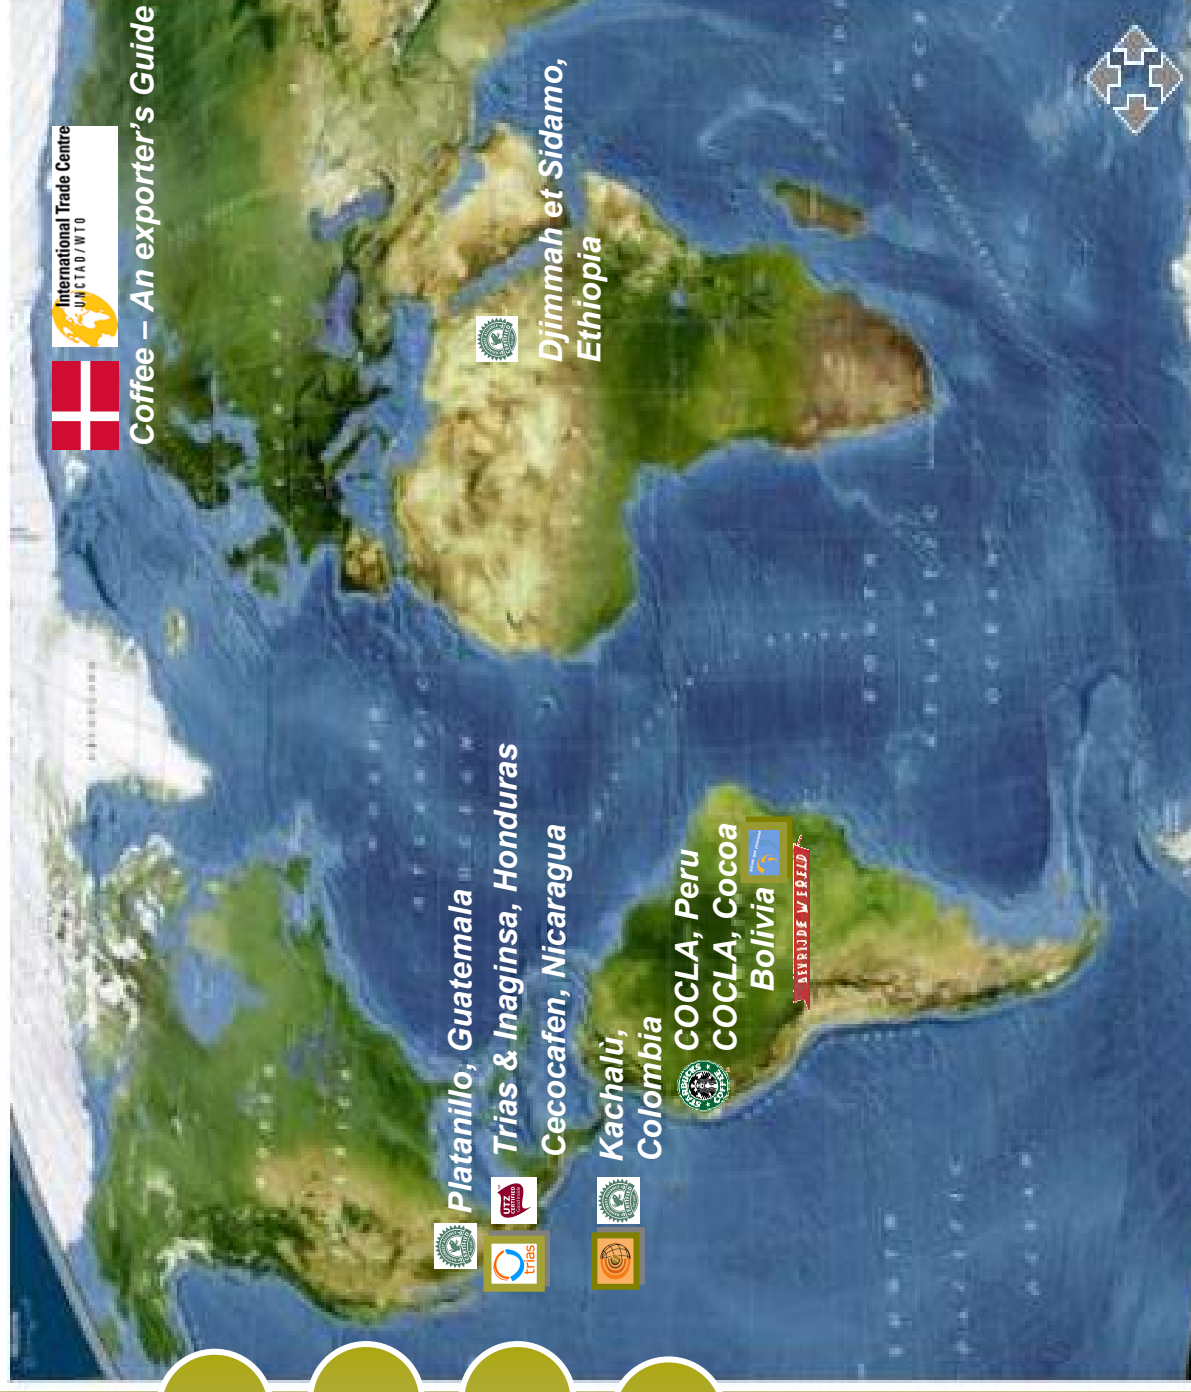 International Trade Centre
UNCTAD/WTO
Coffee – An exporter's Guide
Djimmah et Sidamo,
Ethiopia
Platanillo, Guatemala
Trias & Inaginsa, Honduras
UTZ
CERTIFIED
trias
Cecocafen, Nicaragua
Kachalù,
Colombia
COCLA, Peru
COCLA, Cocoa
STARBUCKS
COFFEE
Bolivia
BEVRIJDE WERELD